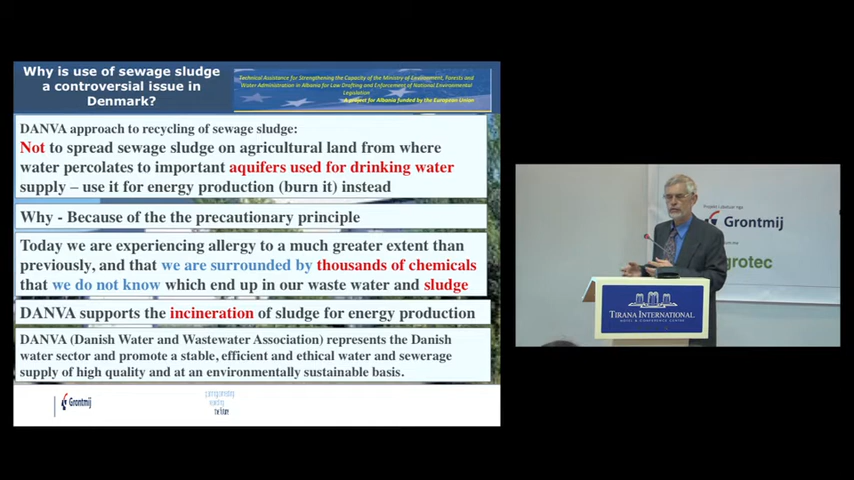 Why is use of sewage sludge
a controversial issue in
Denmark?
Technical Assistance for Strengthening the Capacity of the Ministry of Environment, Forests and
Water Administration in Albania for Law Drafting and Enforcement of National Environmental
Legislation
A project for Albania funded by the European Union
DANVA approach to recycling of sewage sludge:
Not to spread sewage sludge on agricultural land from where
water percolates to important aquifers used for drinking water
supply – use it for energy production (burn it) instead
Why - Because of the the precautionary principle
Today we are experiencing allergy to a much greater extent than
previously, and that we are surrounded by thousands of chemicals
that we do not know which end up in our waste water and sludge
DANVA supports the incineration of sludge for energy production
DANVA (Danish Water and Wastewater Association) represents the Danish
water sector and promote a stable, efficient and ethical water and sewerage
supply of high quality and at an environmentally sustainable basis.
Grontmij
the future
Grontmij
grotec
TIRANA INTERNATIONAL
HOTEL & CONFERENCE CENTER